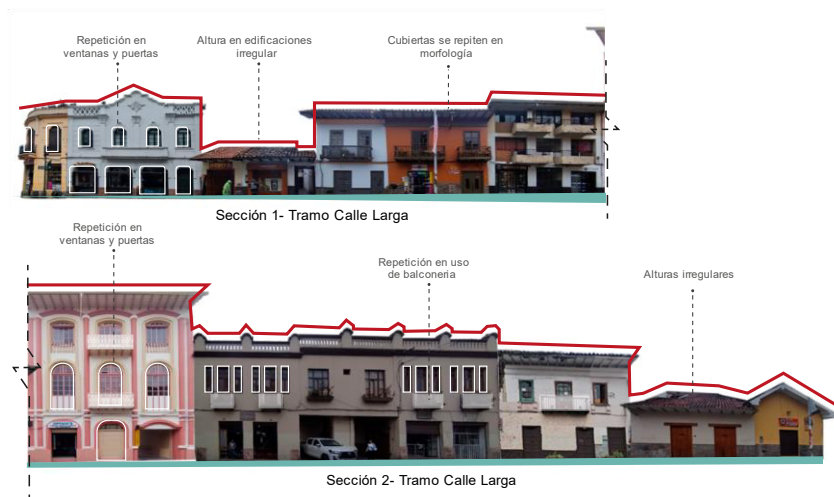 Repetición en
ventanas y puertas
Altura en edificaciones
irregular
Cubiertas se repiten en
morfología
Sección 1- Tramo Calle Larga
Repetición en
ventanas y puertas
Repetición en uso
de balconeria
Alturas irregulares
Sección 2- Tramo Calle Larga